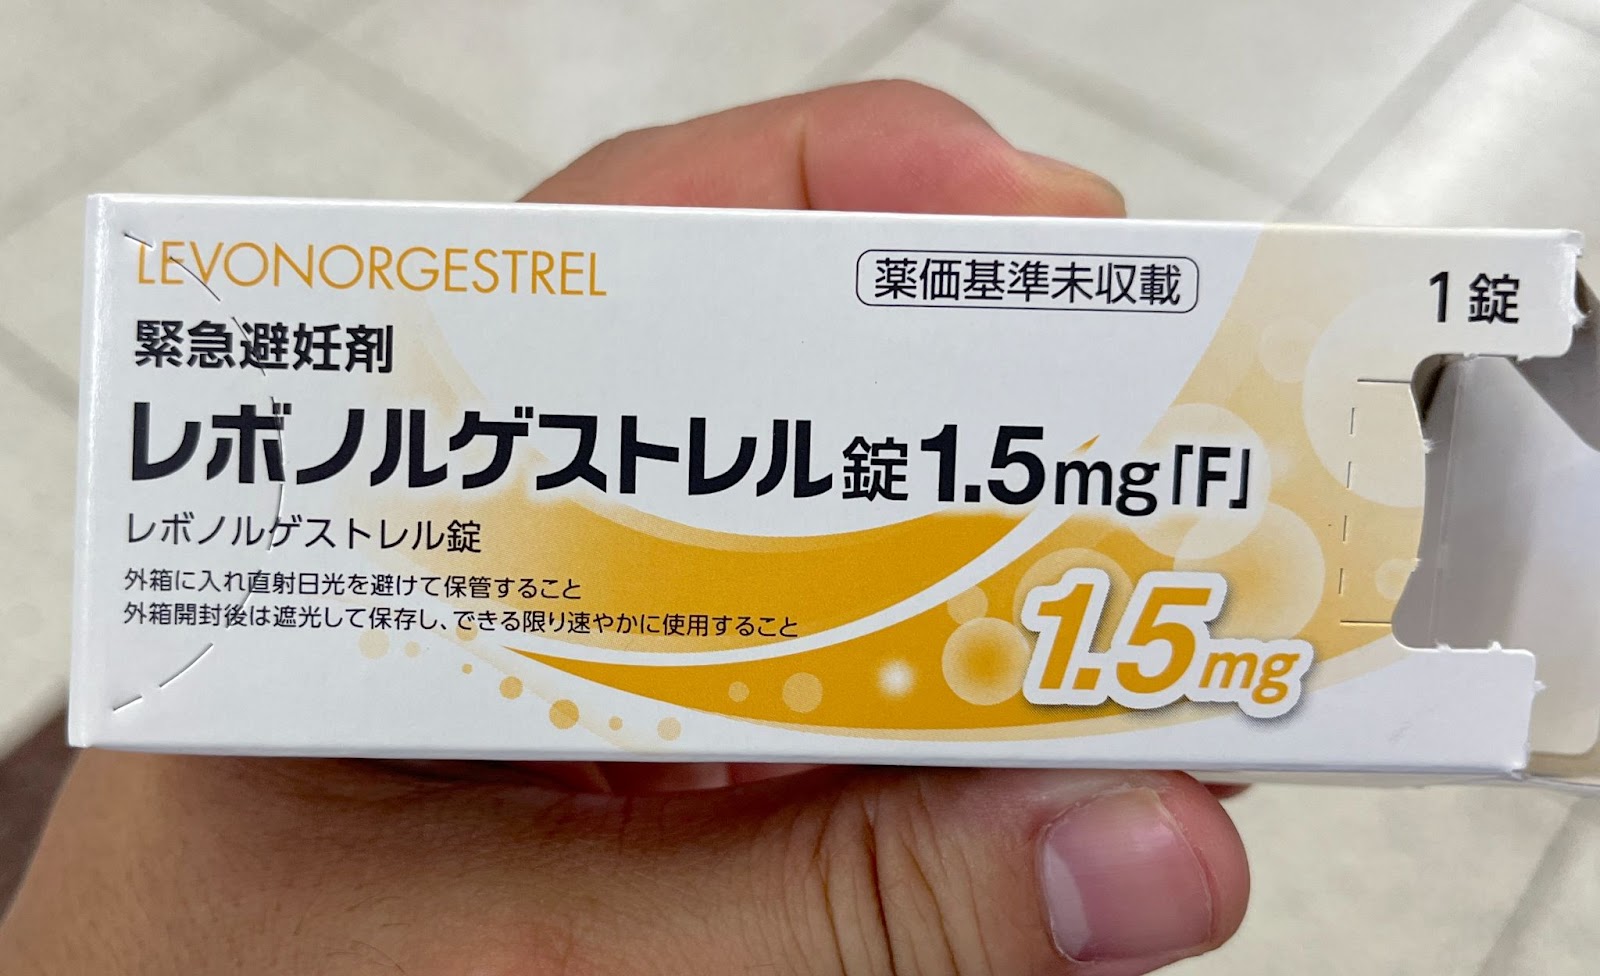 LEVONORGESTREL
薬価基準未収載
1錠
緊急避妊剤
レボノルゲストレル錠1.5mg「F」
レボノルゲストレル錠
外箱に入れ直射日光を避けて保管すること
外箱開封後は遮光して保存し、できる限り速やかに使用すること
1.5mg